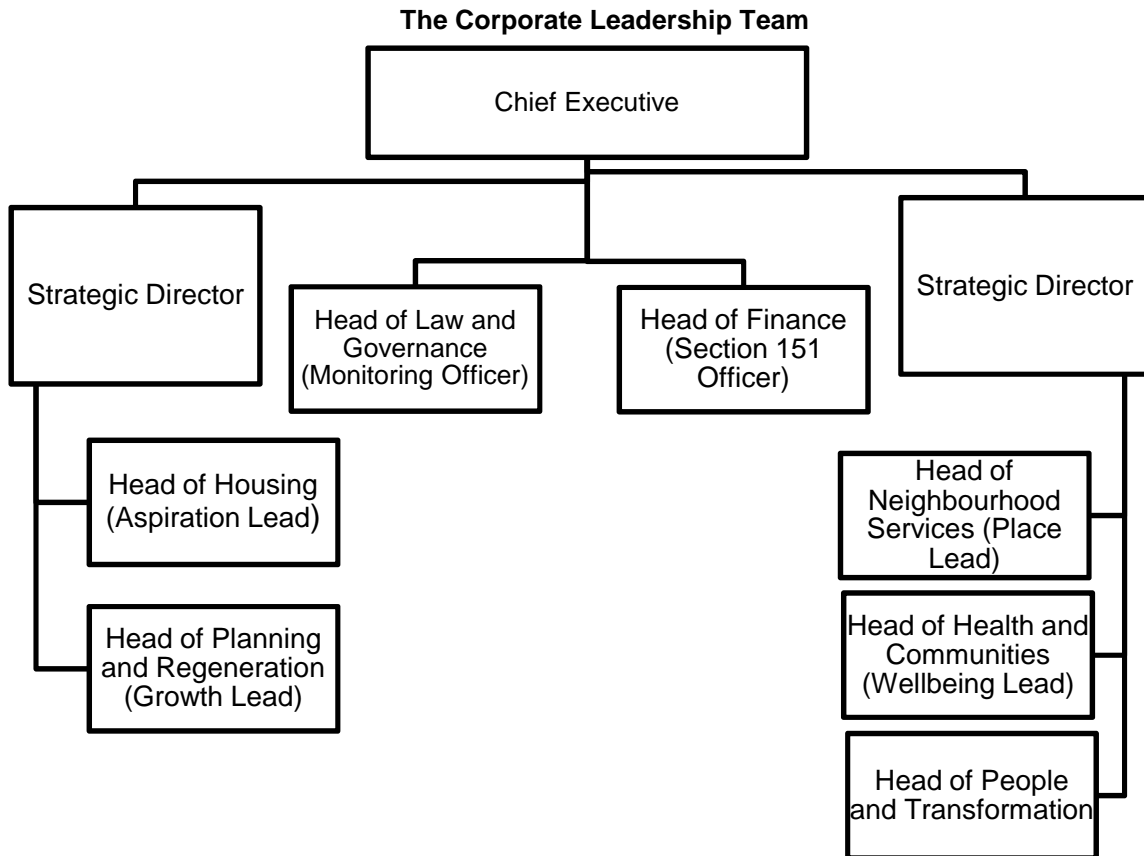 The Corporate Leadership Team
Chief Executive
Strategic Director
Head of Law and
Governance
(Monitoring Officer)
Head of Finance
(Section 151
Officer)
Strategic Director
Head of Housing
(Aspiration Lead)
Head of Planning
and Regeneration
(Growth Lead)
Head of
Neighbourhood
Services (Place
Lead)
Head of Health and
Communities
(Wellbeing Lead)
Head of People
and Transformation